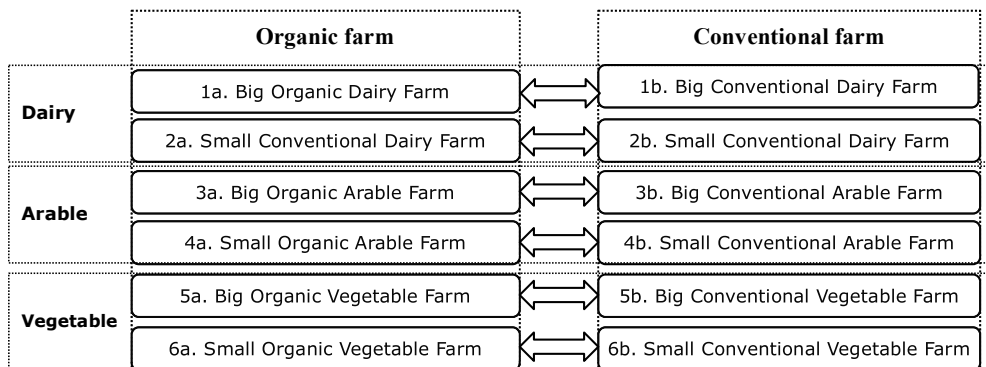 Organic farm
Conventional farm
Dairy
1a. Big Organic Dairy Farm
1b. Big Conventional Dairy Farm
2a. Small Conventional Dairy Farm
2b. Small Conventional Dairy Farm
Arable
3a. Big Organic Arable Farm
3b. Big Conventional Arable Farm
4a. Small Organic Arable Farm
4b. Small Conventional Arable Farm
Vegetable
5a. Big Organic Vegetable Farm
5b. Big Conventional Vegetable Farm
6a. Small Organic Vegetable Farm
6b. Small Conventional Vegetable Farm